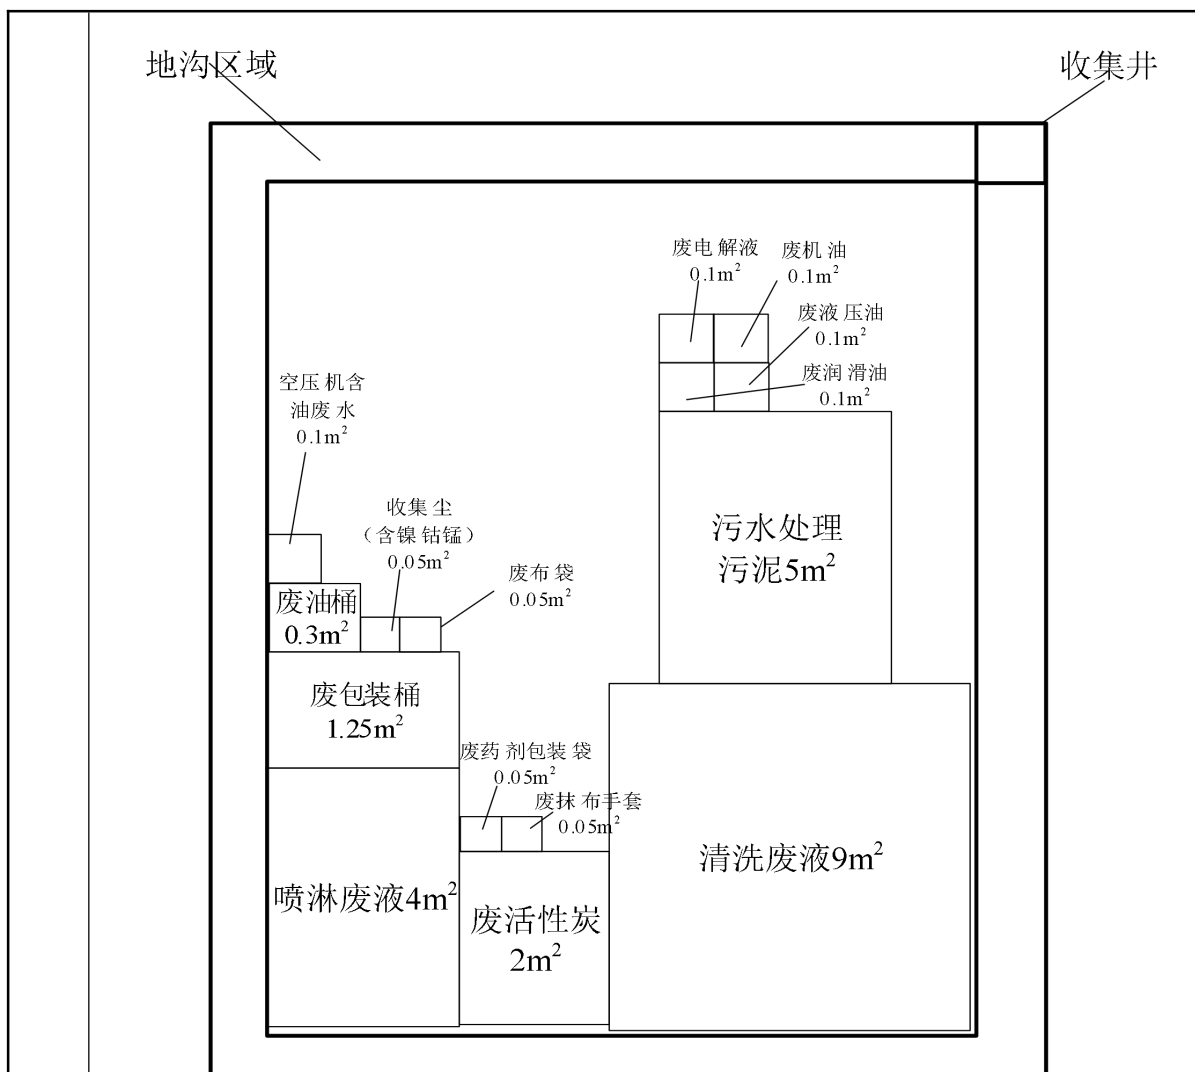 地沟区域
收集井
废电解液
0.1m²
废机油
0.1m²
废液压油
0.1m²
废润滑油
0.1m²
空压机含
油废水
0.1m²
收集尘
（含镍钴锰）
0.05m²
废布袋
0.05m²
污水处理
污泥5m²
废油桶
0.3m²
废包装桶
1.25m²
废药剂包装袋
0.05m²
废抹布手套
0.05m²
清洗废液9m²
喷淋废液4m²
废活性炭
2m²